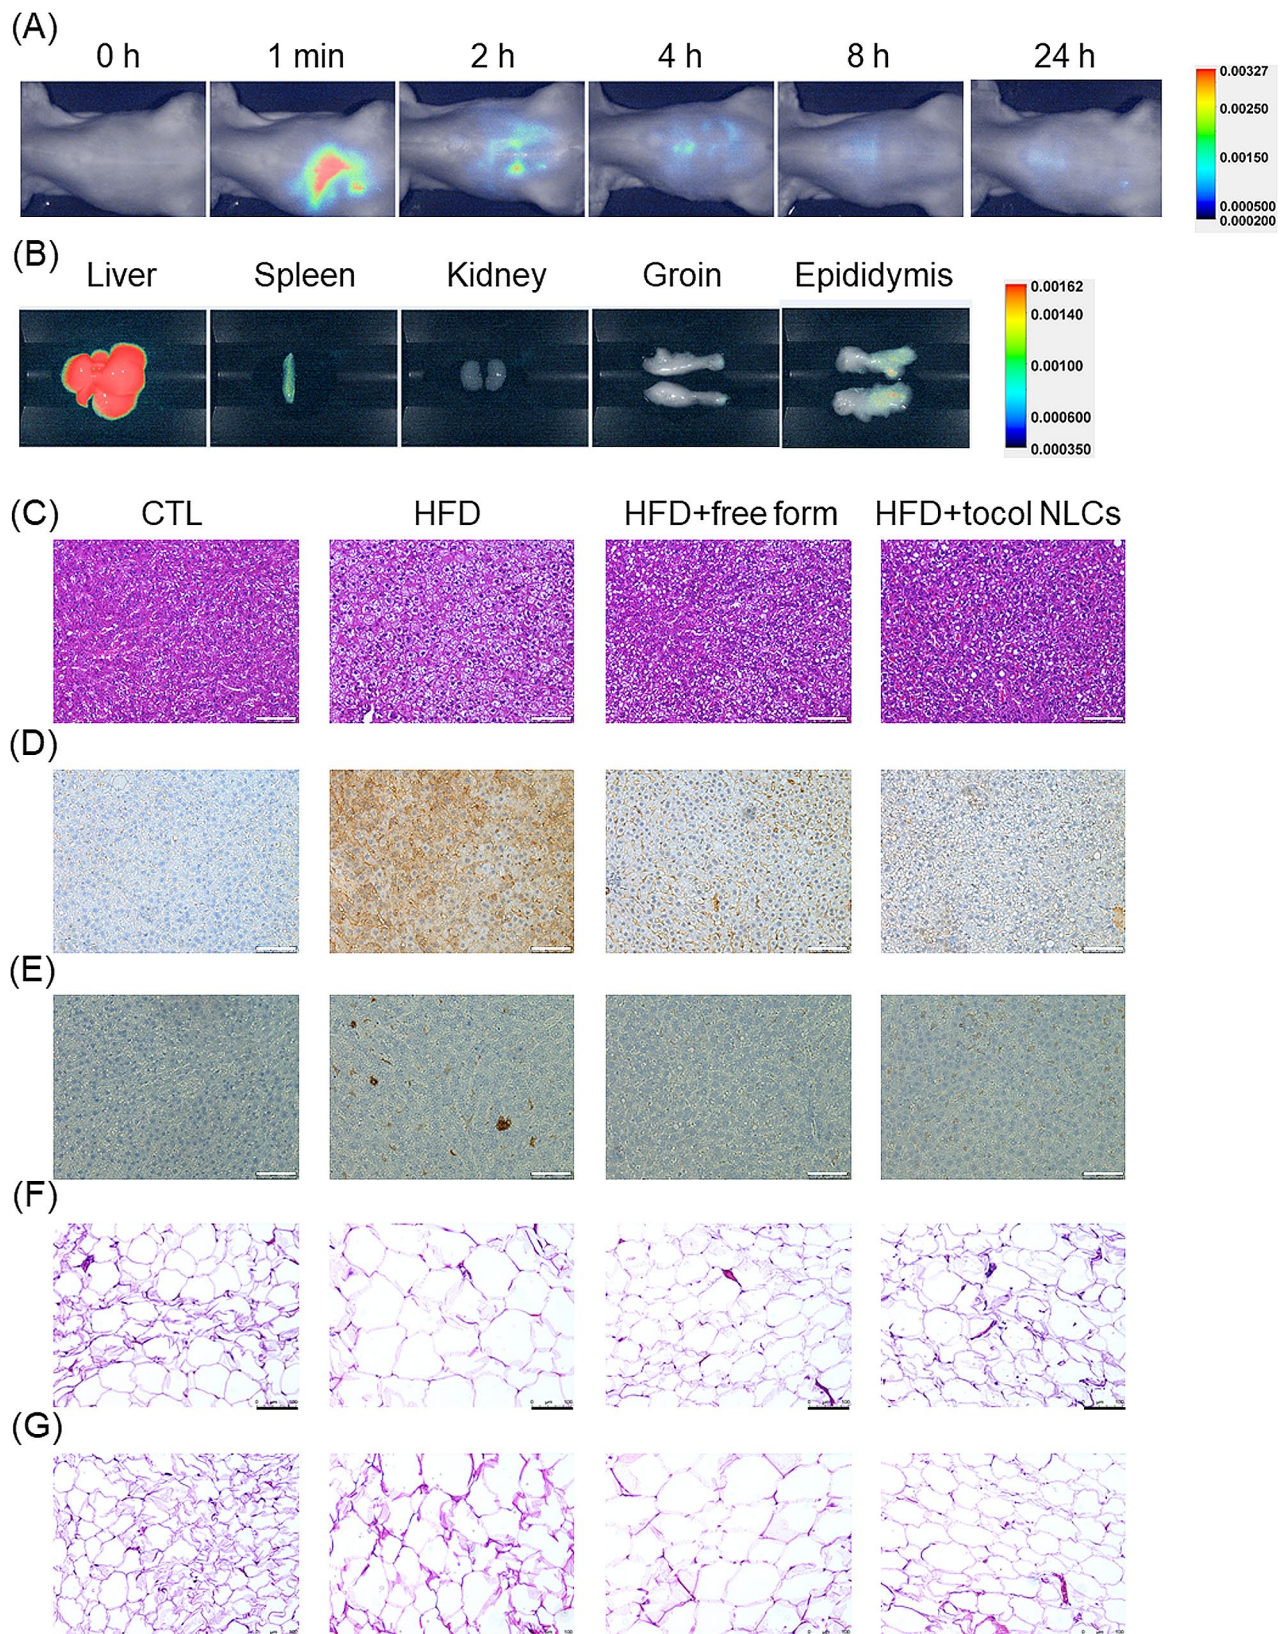 (A)
0 h 1 min 2 h 4 h 8 h 24 h
0.00327
0.00250
0.00150
0.000500
0.000200
(B)
Liver Spleen Kidney Groin Epididymis
0.00162
0.00140
0.00100
0.000600
0.000350
(C)
CTL HFD HFD+free form HFD+tocol NLCs
(D)
(E)
(F)
(G)